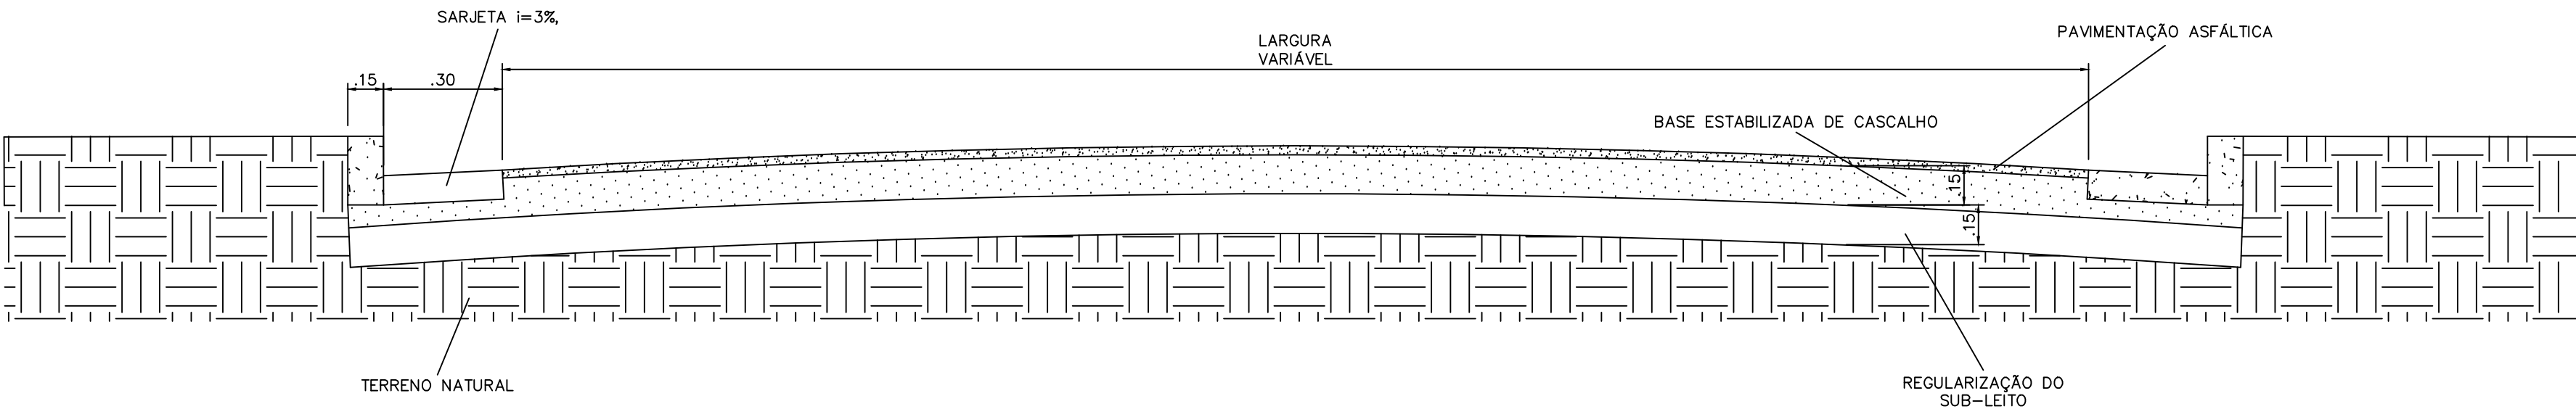 SARJETA i=3%,
LARGURA
VARIÁVEL
PAVIMENTAÇÃO ASFÁLTICA
.15
.30
BASE ESTABILIZADA DE CASCALHO
.15
.15
TERRENO NATURAL
REGULARIZAÇÃO DO
SUB-LEITO